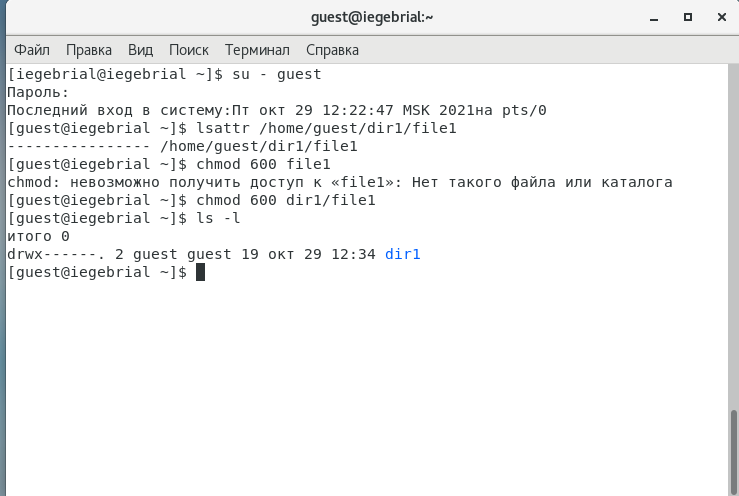 guest@iegebrial:~
Файл Правка Вид Поиск Терминал Справка
[iegebrial@iegebrial ~]$ su - guest
Пароль:
Последний вход в систему:Пт окт 29 12:22:47 MSK 2021на pts/0
[guest@iegebrial ~]$ lsattr /home/guest/dir1/file1
---------------- /home/guest/dir1/file1
[guest@iegebrial ~]$ chmod 600 file1
chmod: невозможно получить доступ к «file1»: Нет такого файла или каталога
[guest@iegebrial ~]$ chmod 600 dir1/file1
[guest@iegebrial ~]$ ls -l
итого 0
drwx------. 2 guest guest 19 окт 29 12:34 dir1
[guest@iegebrial ~]$